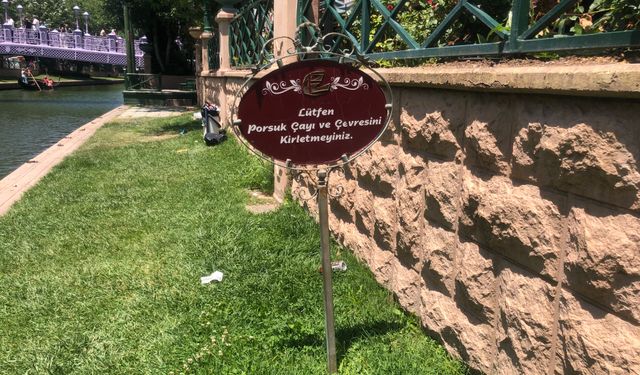 Lütfen
Porsuk Çayı ve Çevresini
Kirletmeyiniz.